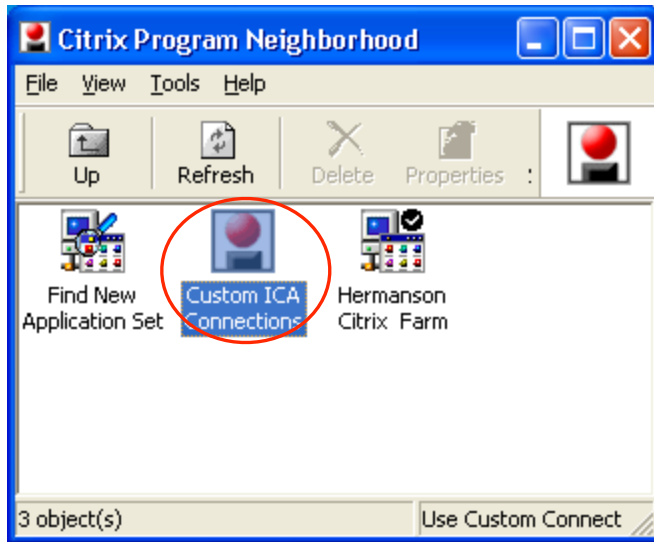 Citrix Program Neighborhood
File View Tools Help
Up Refresh Delete Properties :
Find New
Application Set
Custom ICA
Connections
Hermanson
Citrix Farm
3 object(s)
Use Custom Connect